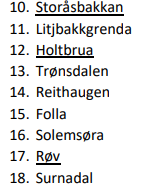 10. Storåsbakkan
11. Litjbakkgrenda
12. Holtbrua
13. Trønsdalen
14. Reithaugen
15. Folla
16. Solemsøra
17. Røv
18. Surnadal